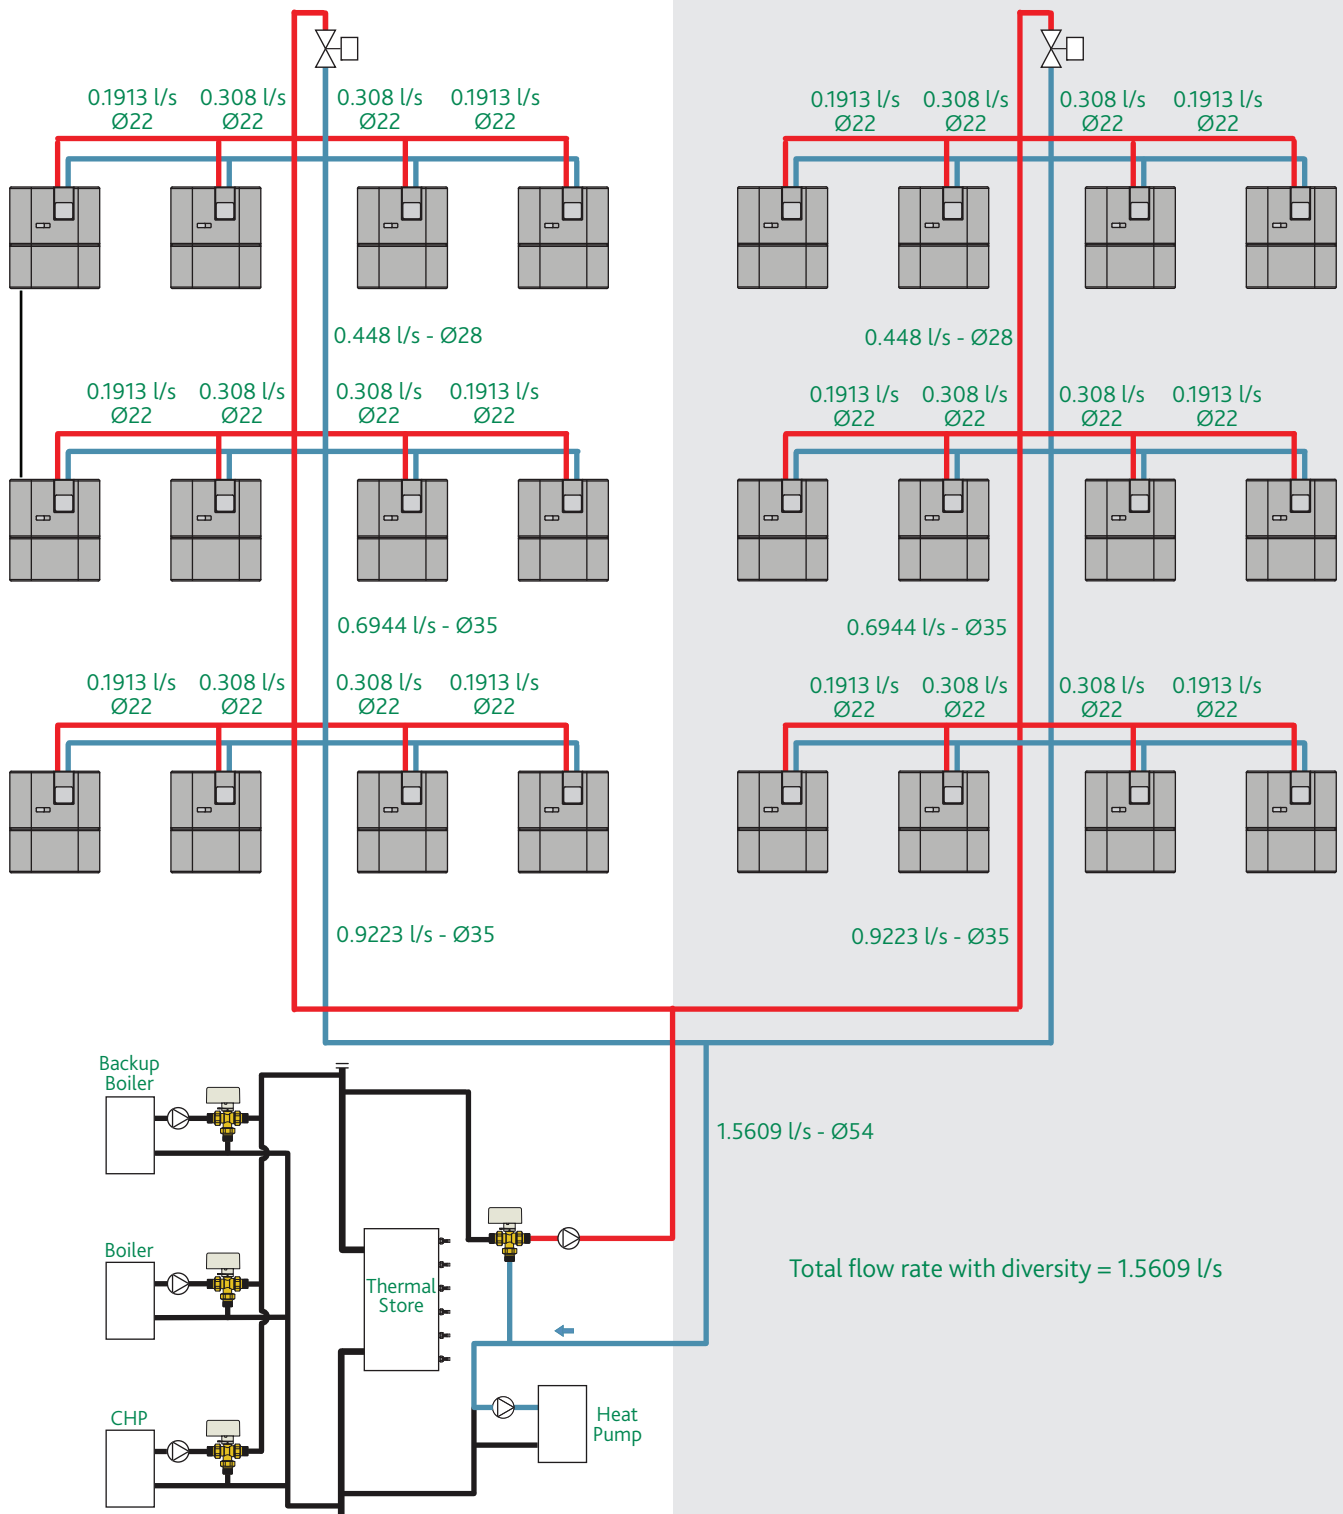 0.1913 l/s 0.308 l/s 0.308 l/s 0.1913 l/s
Ø22 Ø22 Ø22 Ø22
0.1913 l/s 0.308 l/s 0.308 l/s 0.1913 l/s
Ø22 Ø22 Ø22 Ø22
0.448 l/s - Ø28
0.448 l/s - Ø28
0.1913 l/s 0.308 l/s 0.308 l/s 0.1913 l/s
Ø22 Ø22 Ø22 Ø22
0.1913 l/s 0.308 l/s 0.308 l/s 0.1913 l/s
Ø22 Ø22 Ø22 Ø22
0.6944 l/s - Ø35
0.6944 l/s - Ø35
0.1913 l/s 0.308 l/s 0.308 l/s 0.1913 l/s
Ø22 Ø22 Ø22 Ø22
0.1913 l/s 0.308 l/s 0.308 l/s 0.1913 l/s
Ø22 Ø22 Ø22 Ø22
0.9223 l/s - Ø35
0.9223 l/s - Ø35
Backup
Boiler
1.5609 l/s - Ø54
Boiler
Thermal
Store
Total flow rate with diversity = 1.5609 l/s
CHP
Heat
Pump